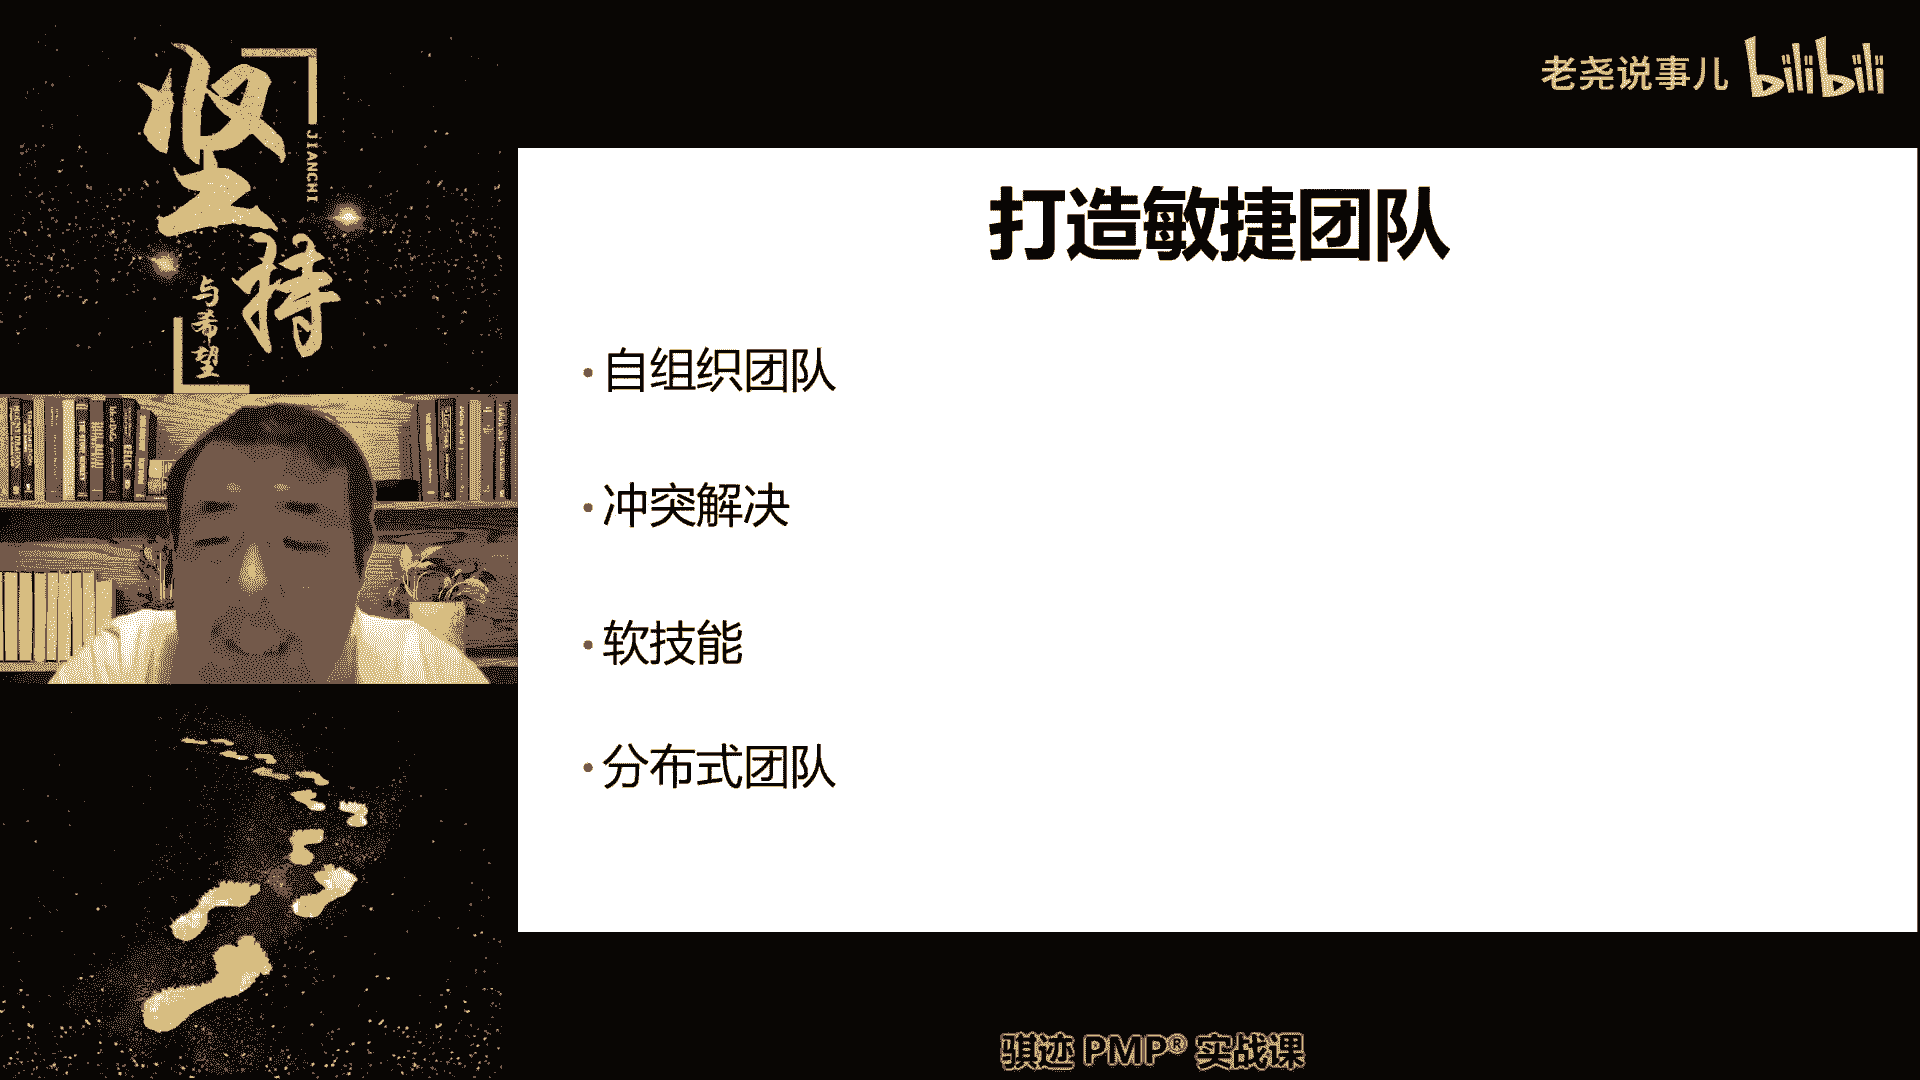 坚持
JIANCHI
与希望
老尧说事儿 bilibili
打造敏捷团队
• 自组织团队
• 冲突解决
• 软技能
• 分布式团队
骐迹 PMP® 实战课